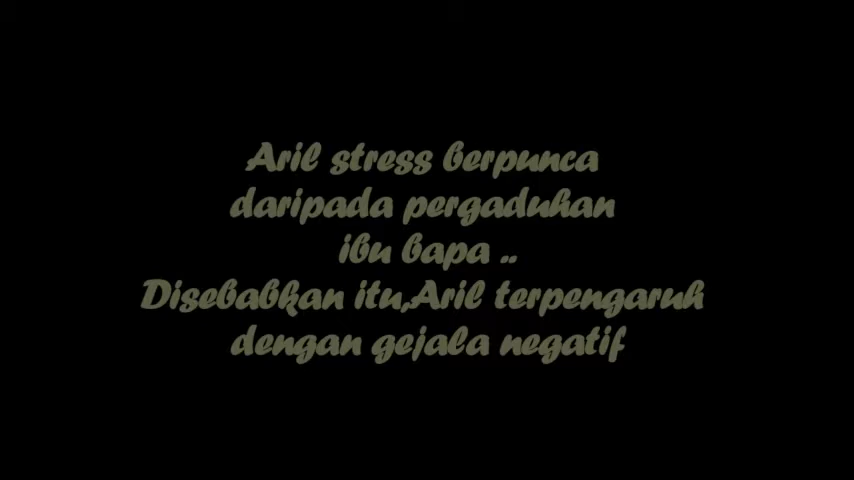 Aril stress berpunca
daripada pergaduhan
ibu bapa ..
Disebabkan itu,Aril terpengaruh
dengan gejala negatif